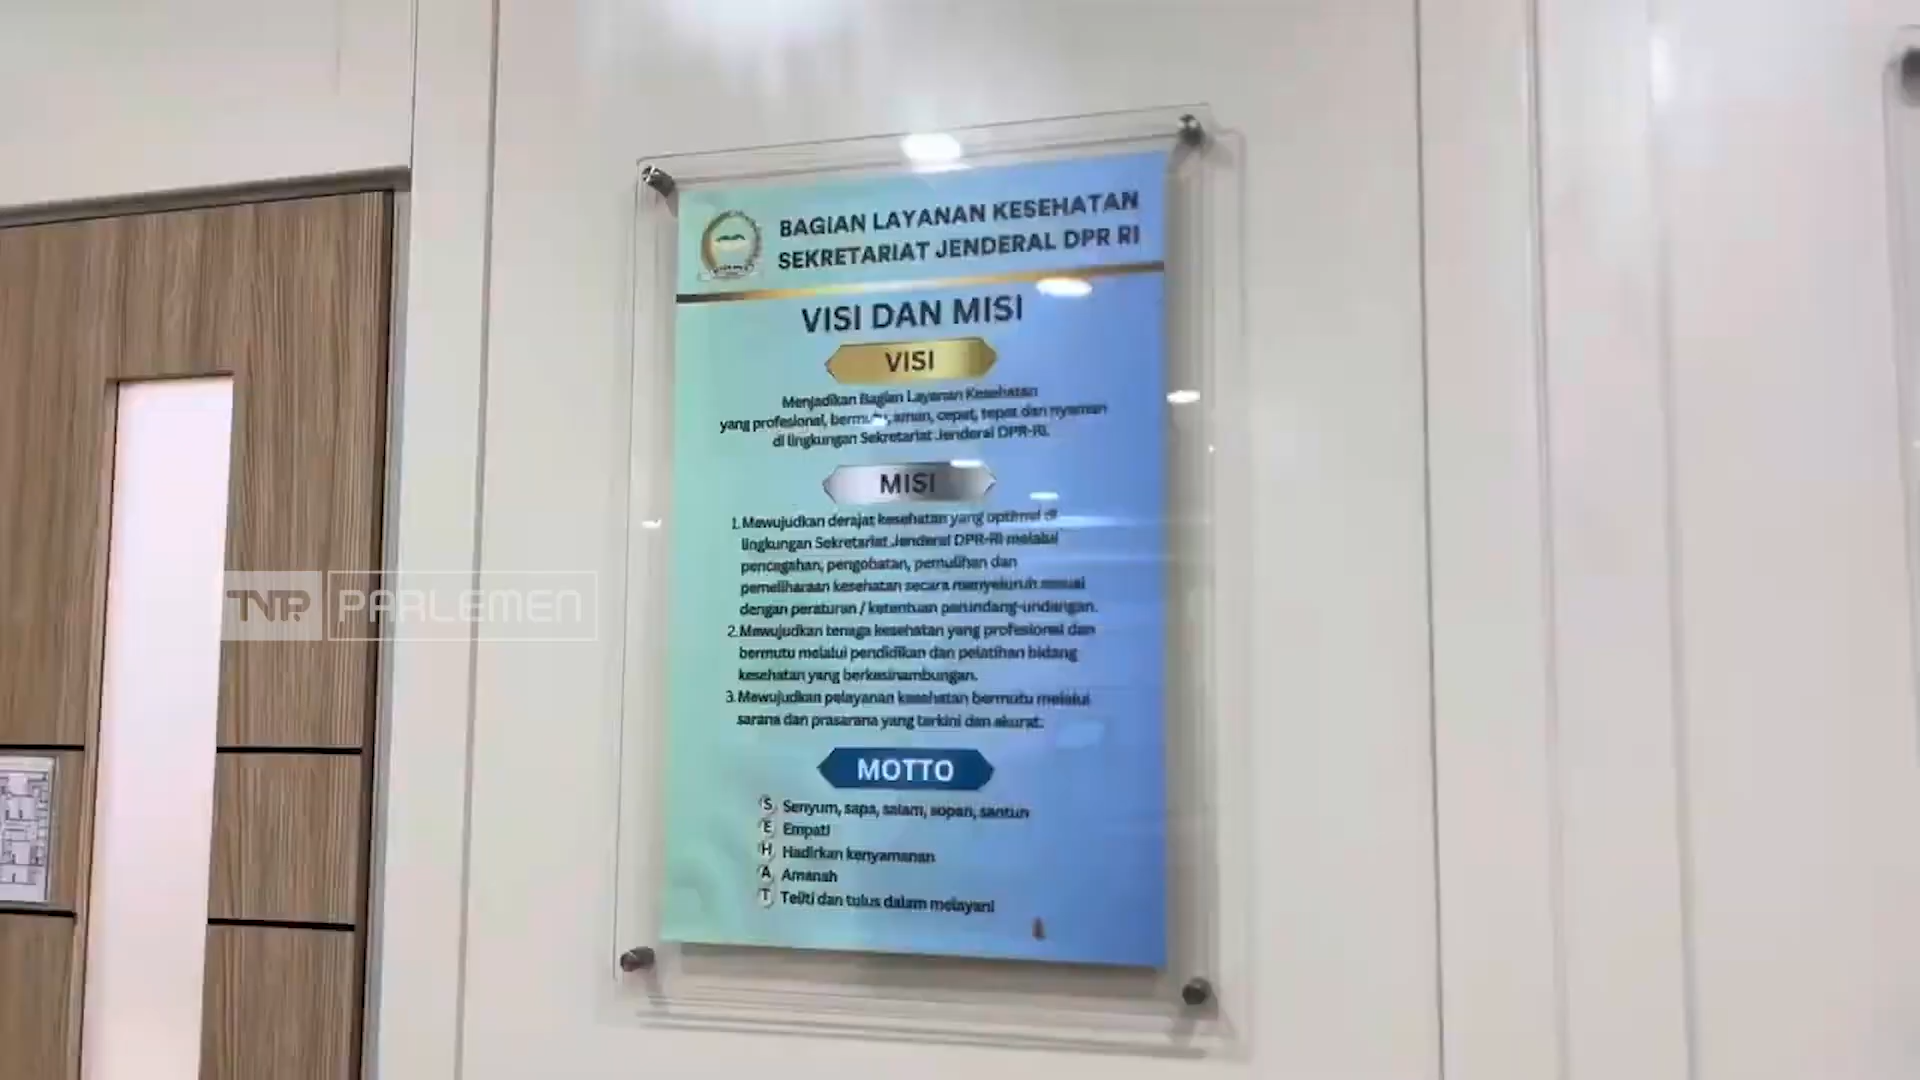 BAGIAN LAYANAN KESEHATAN
SEKRETARIAT JENDERAL DPR RI
VISI DAN MISI
VISI
Menjadikan Bagian Layanan Kesehatan
yang profesional, bermutu, aman, cepat, tepat dan nyaman
di lingkungan Sekretariat Jenderal DPR-RI.
MISI
1. Mewujudkan derajat kesehatan yang optimal di
lingkungan Sekretariat Jenderal DPR-RI melalui
pencegahan, pengobatan, pemulihan dan
pemeliharaan kesehatan secara menyeluruh sesuai
dengan peraturan / ketentuan perundang-undangan.
2. Mewujudkan tenaga kesehatan yang profesional dan
bermutu melalui pendidikan dan pelatihan bidang
kesehatan yang berkesinambungan.
3. Mewujudkan pelayanan kesehatan bermutu melalui
sarana dan prasarana yang terkini dan akurat.
MOTTO
S Senyum, sapa, salam, sopan, santun
E Empati
H Hadirkan kenyamanan
A Amanah
T Teliti dan tulus dalam melayani
TVR PARLEMEN